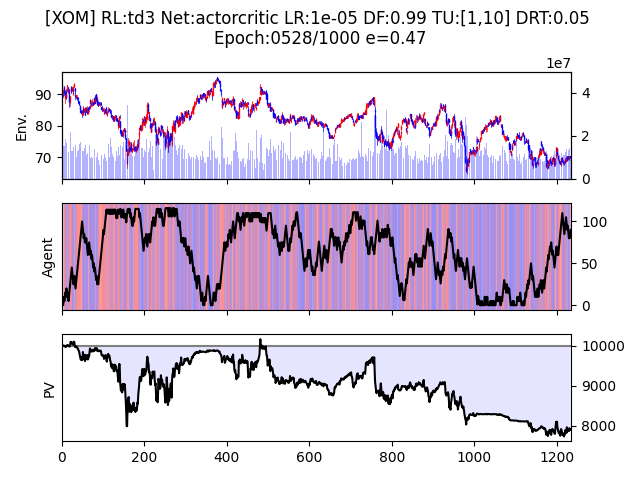 [XOM] RL:td3 Net:actorcritic LR:1e-05 DF:0.99 TU:[1,10] DRT:0.05
Epoch:0528/1000 e=0.47
1e7
90
80
70
Env.
4
2
0
Agent
100
50
0
PV
10000
9000
8000
0 200 400 600 800 1000 1200